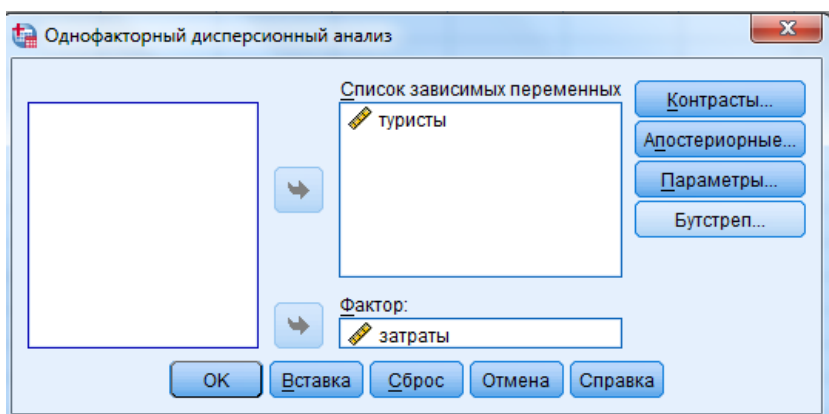 Однофакторный дисперсионный анализ
Список зависимых переменных
туристы
Контрасты...
Апостериорные...
Параметры...
Бутстреп...
Фактор:
затраты
OK
Вставка
Сброс
Отмена
Справка